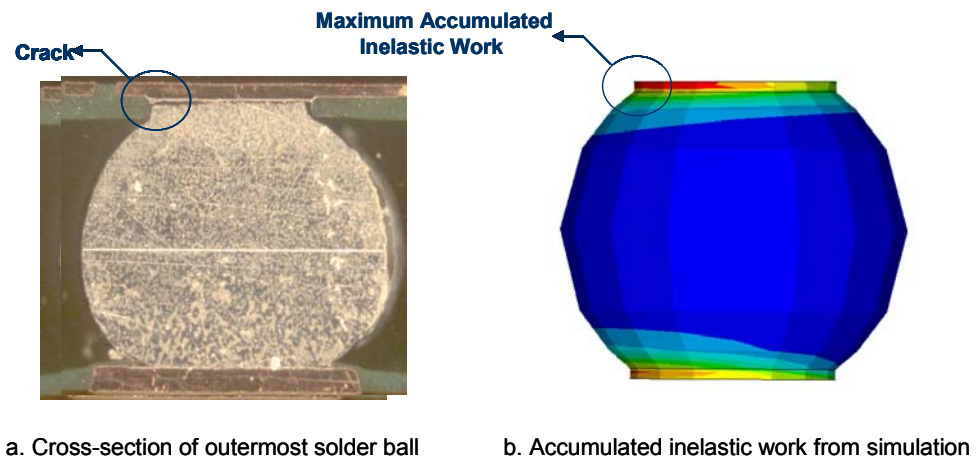 Maximum Accumulated
Inelastic Work
Crack
a. Cross-section of outermost solder ball
b. Accumulated inelastic work from simulation